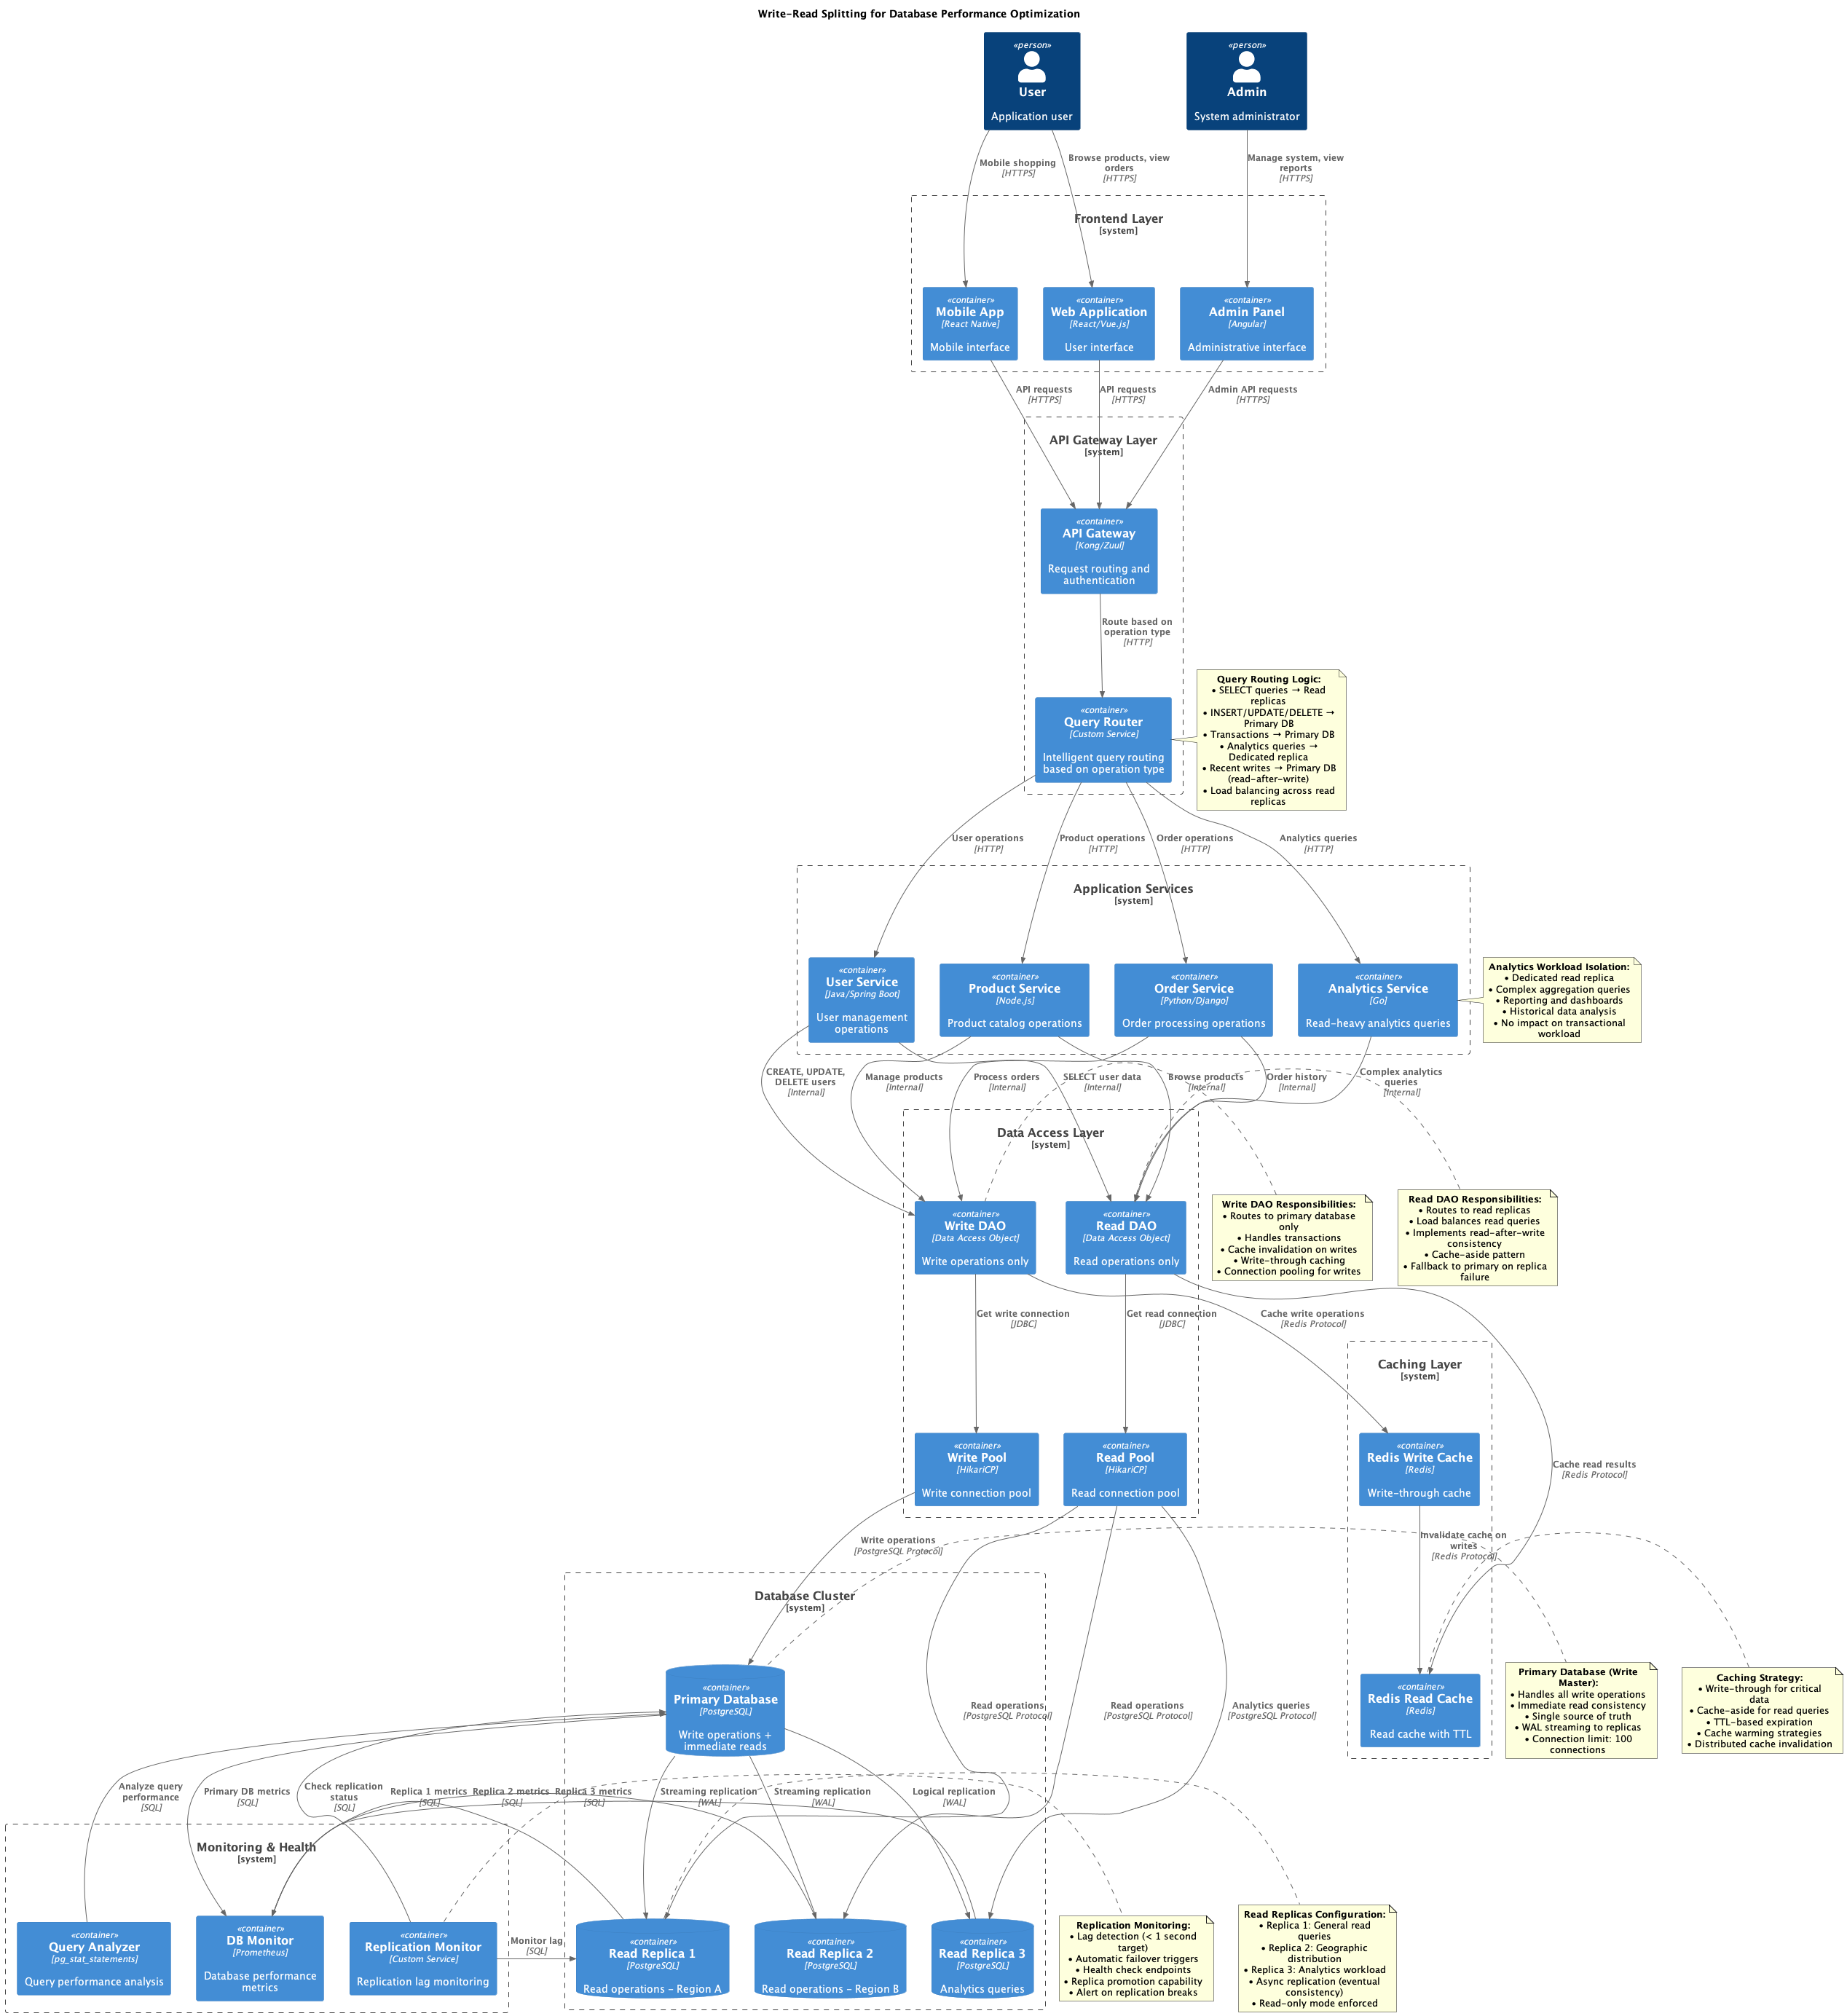 Write-Read Splitting for Database Performance Optimization
«person»
User
Application user
«person»
Admin
System administrator
Mobile shopping
[HTTPS]
Browse products, view
orders
[HTTPS]
Manage system, view
reports
[HTTPS]
Frontend Layer
[system]
«container»
Mobile App
[React Native]
Mobile interface
«container»
Web Application
[React/Vue.js]
User interface
«container»
Admin Panel
[Angular]
Administrative interface
API requests
[HTTPS]
API requests
[HTTPS]
Admin API requests
[HTTPS]
API Gateway Layer
[system]
«container»
API Gateway
[Kong/Zuul]
Request routing and
authentication
Route based on
operation type
[HTTP]
«container»
Query Router
[Custom Service]
Intelligent query routing
based on operation type
Query Routing Logic:
• SELECT queries → Read
replicas
• INSERT/UPDATE/DELETE →
Primary DB
• Transactions → Primary DB
• Analytics queries →
Dedicated replica
• Recent writes → Primary DB
(read-after-write)
• Load balancing across read
replicas
User operations
[HTTP]
Product operations
[HTTP]
Order operations
[HTTP]
Analytics queries
[HTTP]
Application Services
[system]
«container»
User Service
[Java/Spring Boot]
User management
operations
«container»
Product Service
[Node.js]
Product catalog operations
«container»
Order Service
[Python/Django]
Order processing operations
«container»
Analytics Service
[Go]
Read-heavy analytics queries
Analytics Workload Isolation:
• Dedicated read replica
• Complex aggregation queries
• Reporting and dashboards
• Historical data analysis
• No impact on transactional
workload
CREATE, UPDATE,
DELETE users
[Internal]
Manage products
[Internal]
Process orders
[Internal]
SELECT user data
[Internal]
Browse products
[Internal]
Order history
[Internal]
Complex analytics
queries
[Internal]
Data Access Layer
[system]
«container»
Write DAO
[Data Access Object]
Write operations only
«container»
Read DAO
[Data Access Object]
Read operations only
Write DAO Responsibilities:
• Routes to primary database
only
• Handles transactions
• Cache invalidation on writes
• Write-through caching
• Connection pooling for writes
Read DAO Responsibilities:
• Routes to read replicas
• Load balances read queries
• Implements read-after-write
consistency
• Cache-aside pattern
• Fallback to primary on replica
failure
Get write connection
[JDBC]
Get read connection
[JDBC]
Cache write operations
[Redis Protocol]
Caching Layer
[system]
«container»
Write Pool
[HikariCP]
Write connection pool
«container»
Read Pool
[HikariCP]
Read connection pool
«container»
Redis Write Cache
[Redis]
Write-through cache
Cache read results
[Redis Protocol]
Write operations
[PostgreSQL Protocol]
Invalidate cache on
writes
[Redis Protocol]
Database Cluster
[system]
«container»
Primary Database
[PostgreSQL]
Write operations +
immediate reads
Read operations
[PostgreSQL Protocol]
Read operations
[PostgreSQL Protocol]
Analytics queries
[PostgreSQL Protocol]
«container»
Redis Read Cache
[Redis]
Read cache with TTL
Primary Database (Write
Master):
• Handles all write operations
• Immediate read consistency
• Single source of truth
• WAL streaming to replicas
• Connection limit: 100
connections
Caching Strategy:
• Write-through for critical
data
• Cache-aside for read queries
• TTL-based expiration
• Cache warming strategies
• Distributed cache invalidation
Analyze query
performance
[SQL]
Primary DB metrics
[SQL]
Check replication
status
[SQL]
Replica 1 metrics
[SQL]
Replica 2 metrics
[SQL]
Replica 3 metrics
[SQL]
Streaming replication
[WAL]
Streaming replication
[WAL]
Logical replication
[WAL]
Monitoring & Health
[system]
«container»
Query Analyzer
[pg_stat_statements]
Query performance analysis
«container»
DB Monitor
[Prometheus]
Database performance
metrics
«container»
Replication Monitor
[Custom Service]
Replication lag monitoring
Monitor lag
[SQL]
«container»
Read Replica 1
[PostgreSQL]
Read operations – Region A
«container»
Read Replica 2
[PostgreSQL]
Read operations – Region B
«container»
Read Replica 3
[PostgreSQL]
Analytics queries
Replication Monitoring:
• Lag detection (< 1 second
target)
• Automatic failover triggers
• Health check endpoints
• Replica promotion capability
• Alert on replication breaks
Read Replicas Configuration:
• Replica 1: General read
queries
• Replica 2: Geographic
distribution
• Replica 3: Analytics workload
• Async replication (eventual
consistency)
• Read-only mode enforced